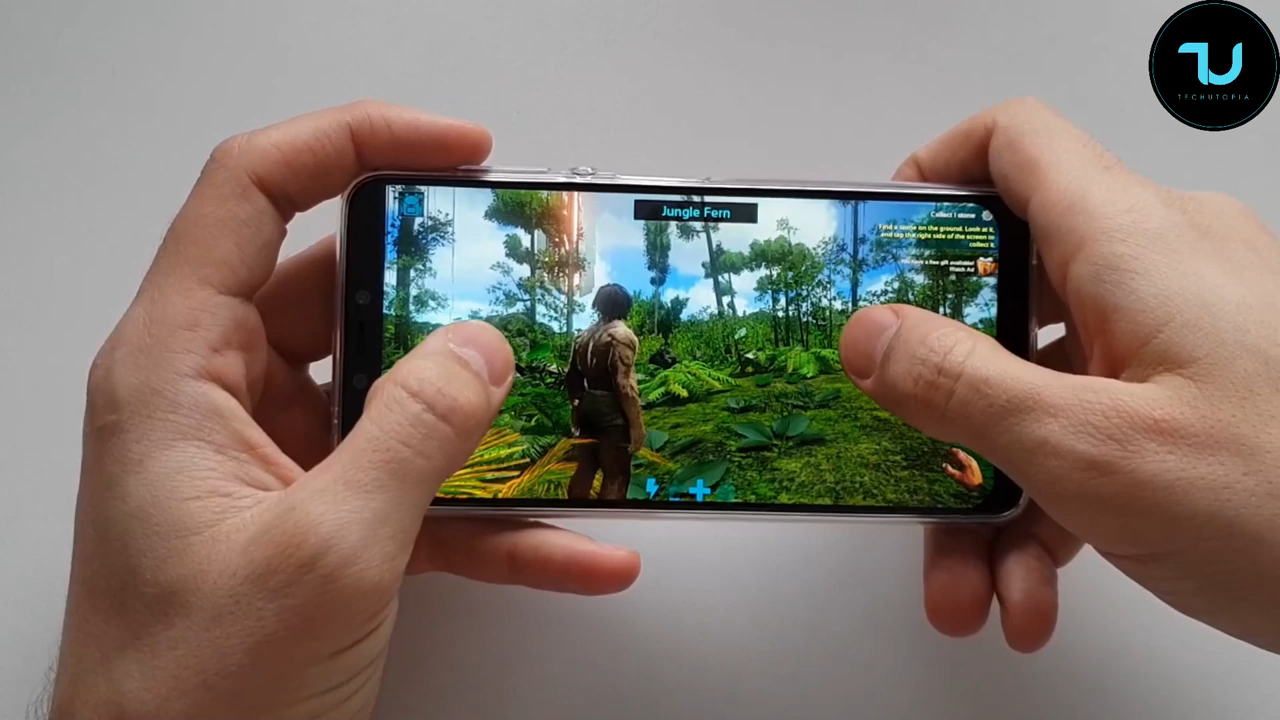 TU
TECHUTOPIA
Jungle Fern
Collect 1 stone
Find a stone on the ground. Look at it,
and tap the right side of the screen to
collect it.
have a free gift available!
Watch Ad